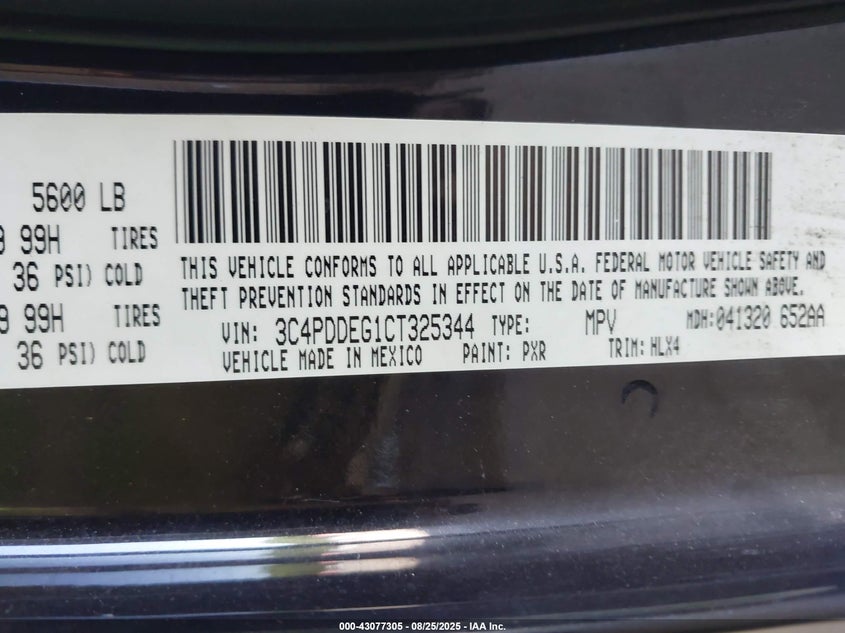 5600 LB
99H TIRES
36 PSI) COLD
99H
36 PSI) COLD
THIS VEHICLE CONFORMS TO ALL APPLICABLE U.S.A. FEDERAL MOTOR VEHICLE SAFETY AND
THEFT PREVENTION STANDARDS IN EFFECT ON THE DATE OF MANUFACTURE SHOWN ABOVE.
VIN: 3C4PDDEG1CT325344 TYPE: MPV MDH:041320 652AA
VEHICLE MADE IN MEXICO PAINT: PXR TRIM: HLX4
000-43077305 - 08/25/2025 - IAA Inc.